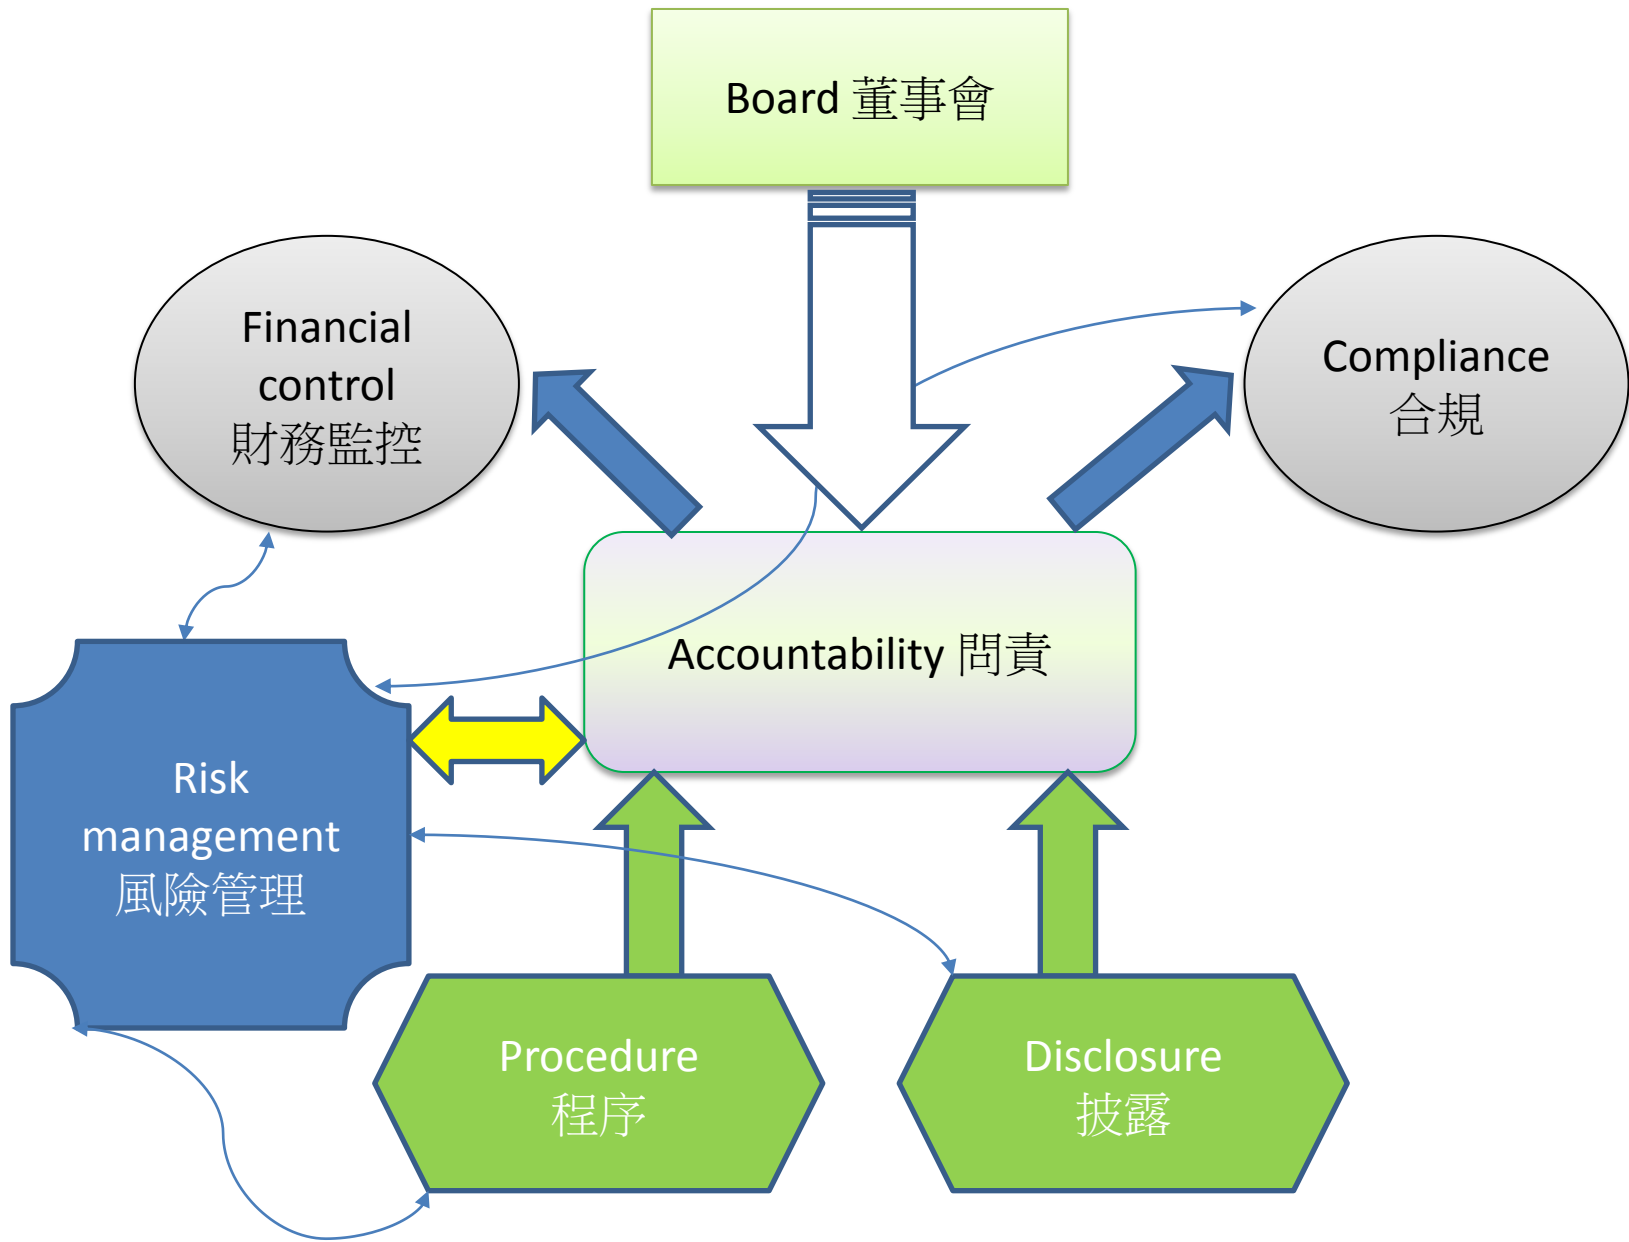 Board 董事會
Financial
control
財務監控
Compliance
合規
Accountability 問責
Risk
management
風險管理
Procedure
程序
Disclosure
披露